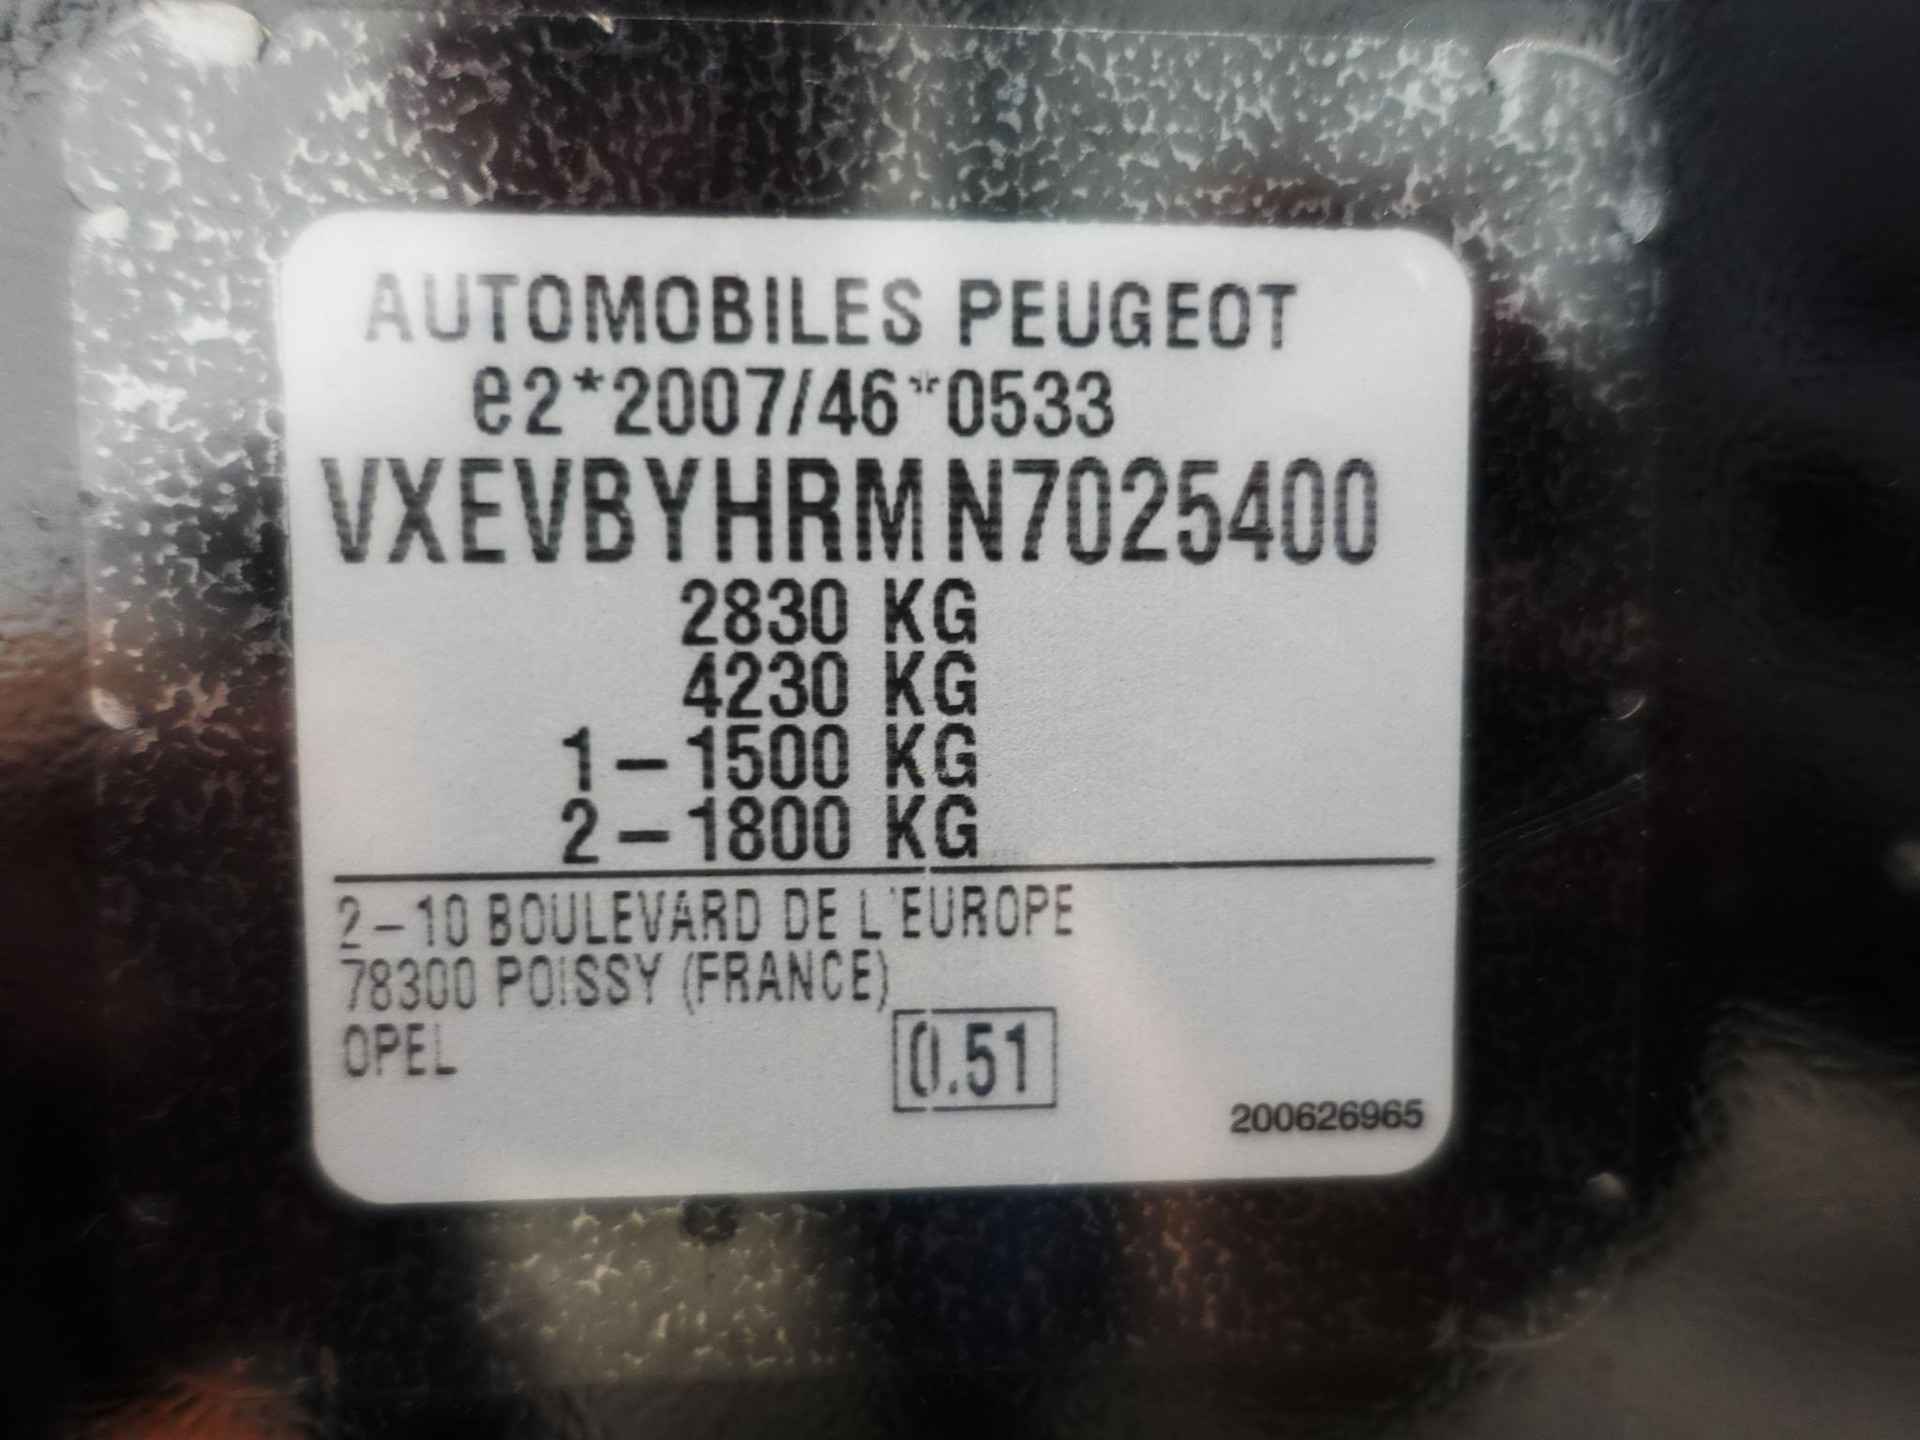 AUTOMOBILES PEUGEOT
e2*2007/46*0533
VXEVBYHRMN7025400
2830 KG
4230 KG
1-1500 KG
2-1800 KG
2-10 BOULEVARD DE L'EUROPE
78300 POISSY (FRANCE)
OPEL
0.51
200626965